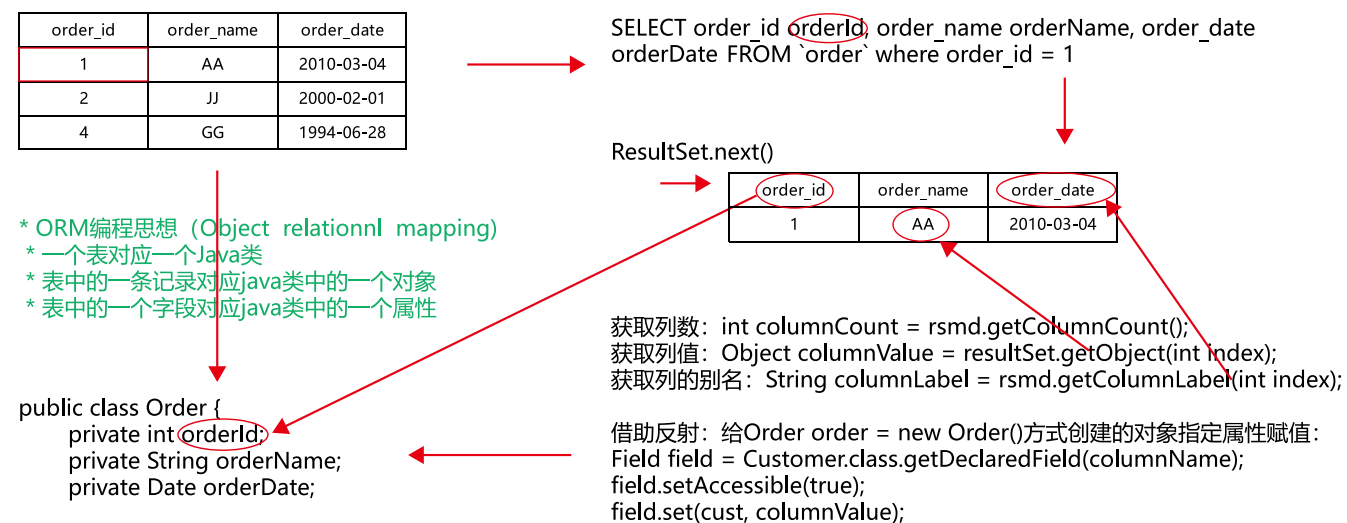 order_id order_name order_date
1 AA 2010-03-04
2 JJ 2000-02-01
4 GG 1994-06-28
SELECT order_id orderId, order_name orderName, order_date
orderDate FROM `order` where order_id = 1
ResultSet.next()
order_id order_name order_date
1 AA 2010-03-04
* ORM编程思想（Object relationnl mapping)
* 一个表对应一个Java类
* 表中的一条记录对应java类中的一个对象
* 表中的一个字段对应java类中的一个属性
获取列数：int columnCount = rsmd.getColumnCount();
获取列值：Object columnValue = resultSet.getObject(int index);
获取列的别名：String columnLabel = rsmd.getColumnLabel(int index);
public class Order {
private int orderId;
private String orderName;
private Date orderDate;
借助反射：给Order order = new Order()方式创建的对象指定属性赋值：
Field field = Customer.class.getDeclaredField(columnName);
field.setAccessible(true);
field.set(cust, columnValue);